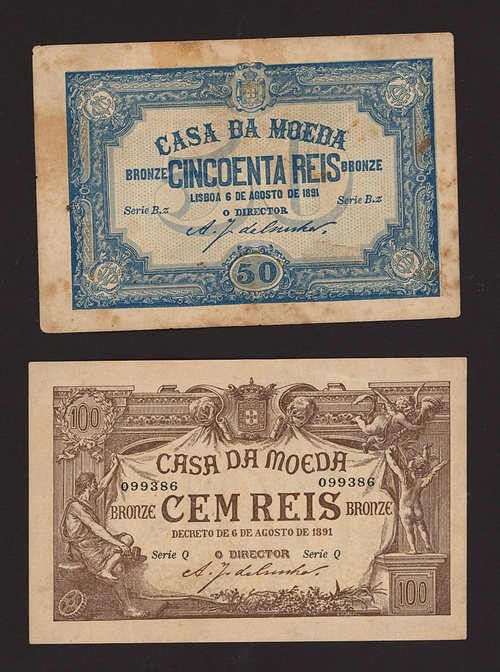 CASA DA MOEDA
BRONZE CINCOENTA REIS BRONZE
LISBOA 6 DE AGOSTO DE 1891
Serie B.z O DIRECTOR Serie B.z
50
100
CASA DA MOEDA
099386 099386
BRONZE CEM REIS BRONZE
DECRETO DE 6 DE AGOSTO DE 1891
Serie Q O DIRECTOR Serie Q
100